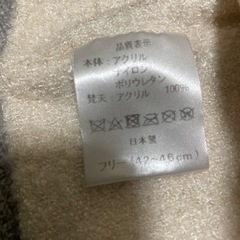 品質表示
本体:アクリル
ナイロン
ポリウレタン
梵天:アクリル 100%
日本製
フリー(42~46cm)